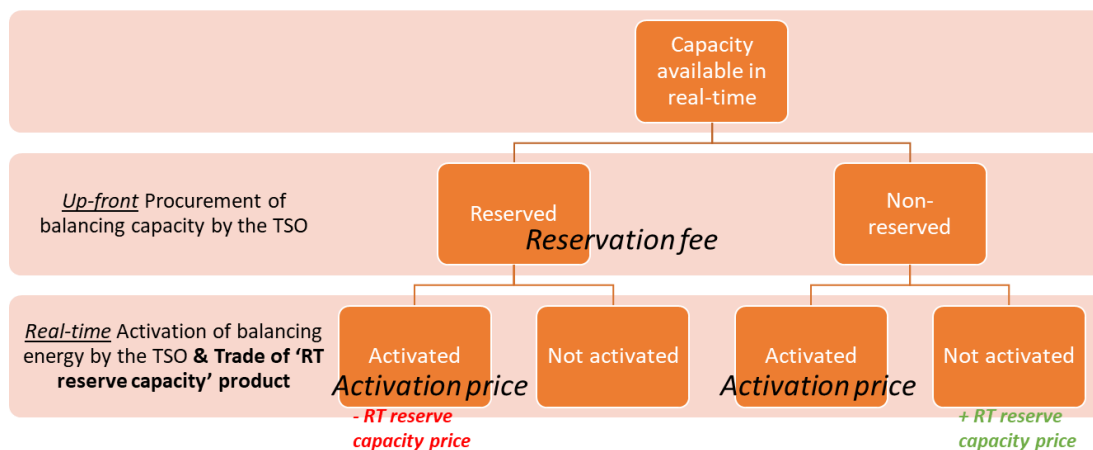 Capacity
available in
real-time
Up-front Procurement of
balancing capacity by the TSO
Reserved
Reservation fee
Non-
reserved
Real-time Activation of balancing
energy by the TSO & Trade of ‘RT
reserve capacity’ product
Activated
Activation price
- RT reserve
capacity price
Not activated
Activated
Activation price
Not activated
+ RT reserve
capacity price